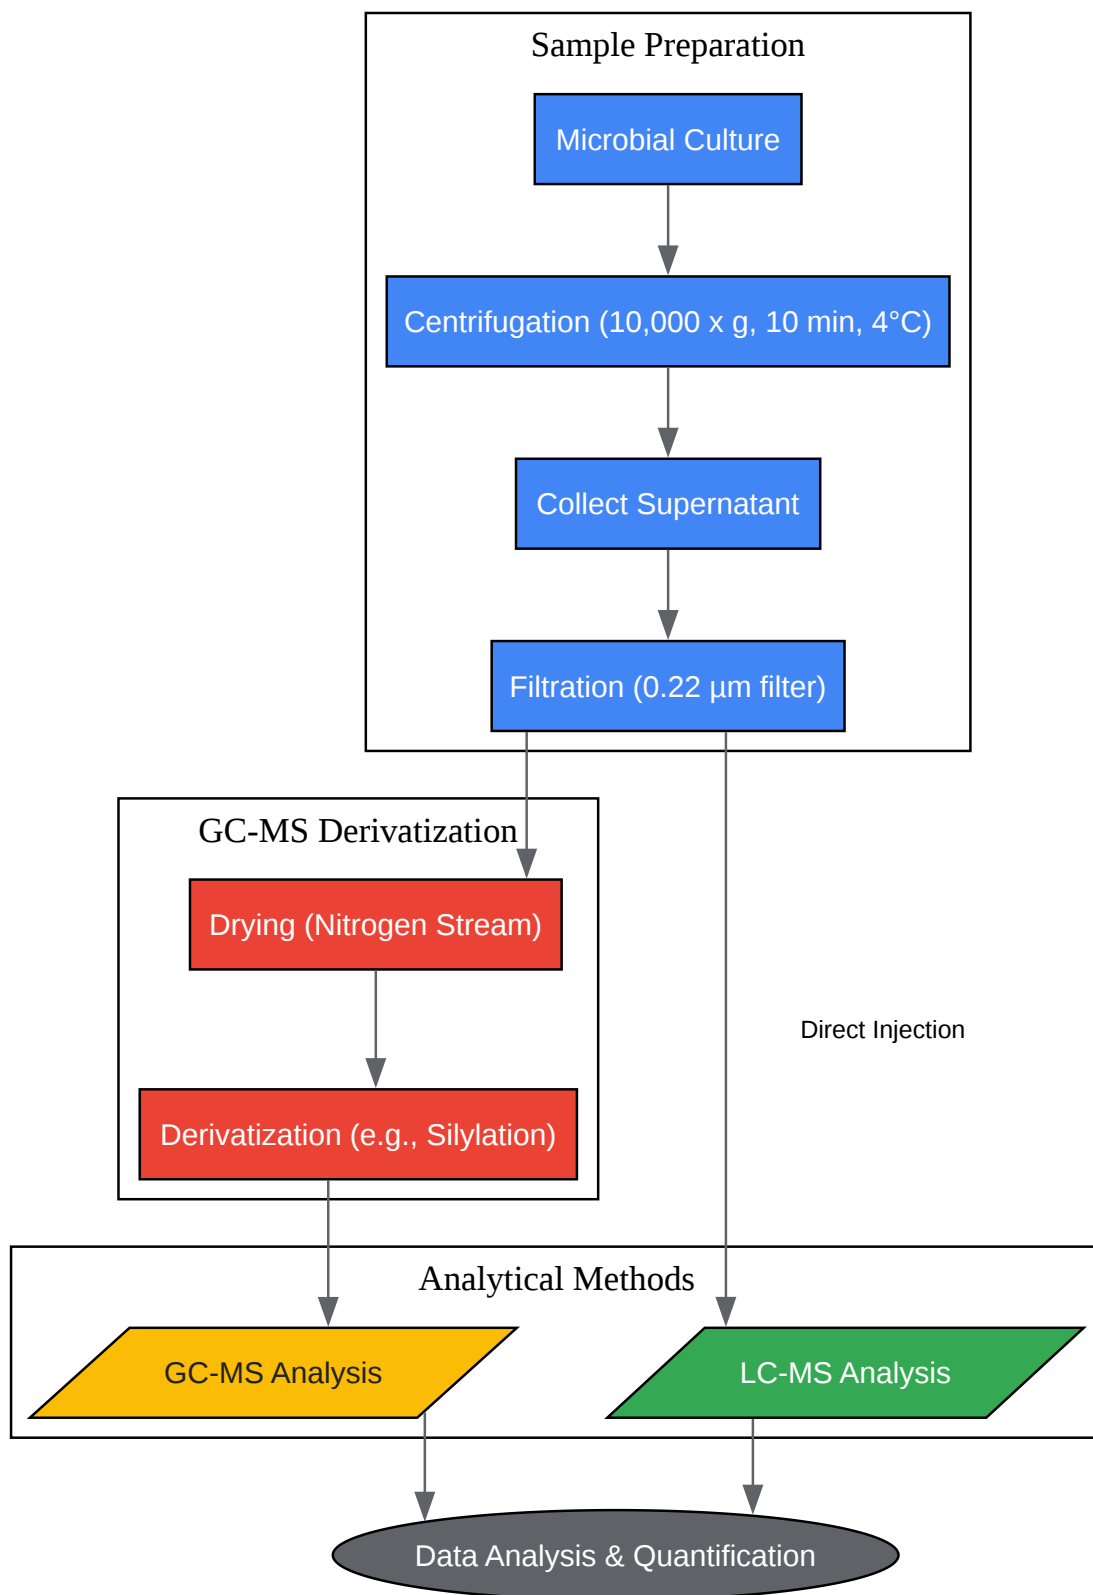 Sample Preparation
Microbial Culture
Centrifugation (10,000 x g, 10 min, 4°C)
Collect Supernatant
Filtration (0.22 µm filter)
GC-MS Derivatization
Drying (Nitrogen Stream)
Direct Injection
Derivatization (e.g., Silylation)
Analytical Methods
GC-MS Analysis
LC-MS Analysis
Data Analysis & Quantification